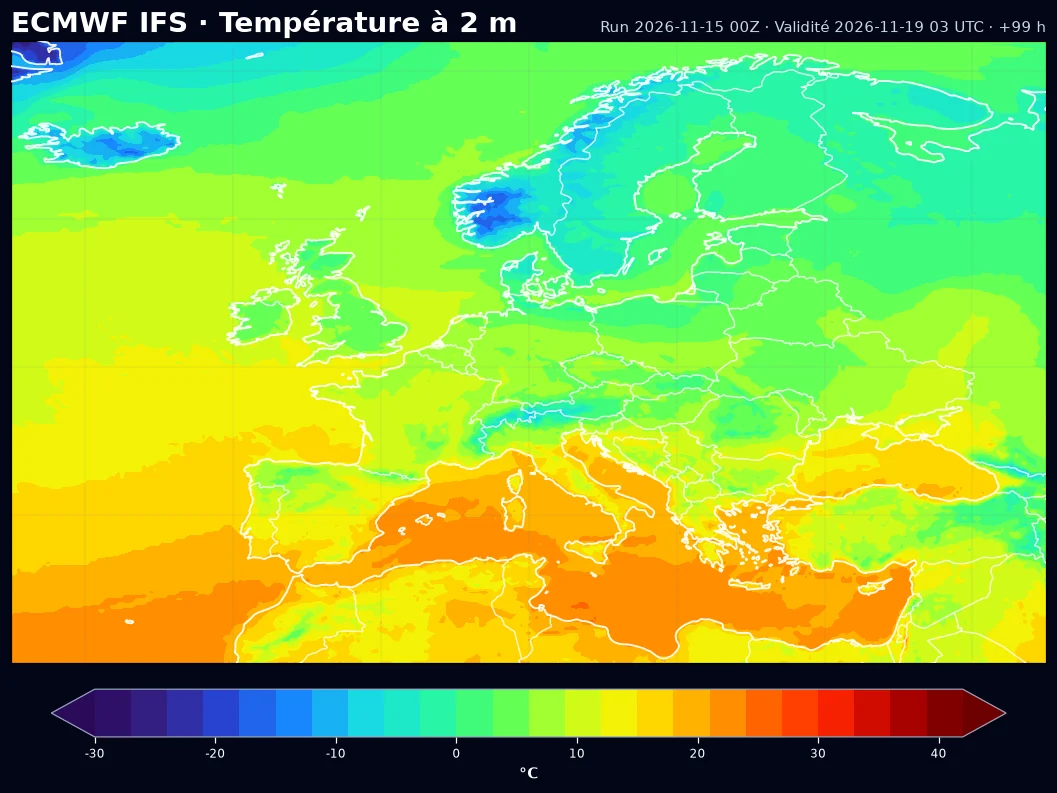 ECMWF IFS · Température à 2 m
Run 2026-11-15 00Z · Validité 2026-11-19 03 UTC · +99 h
-30 -20 -10 0 10 20 30 40
°C